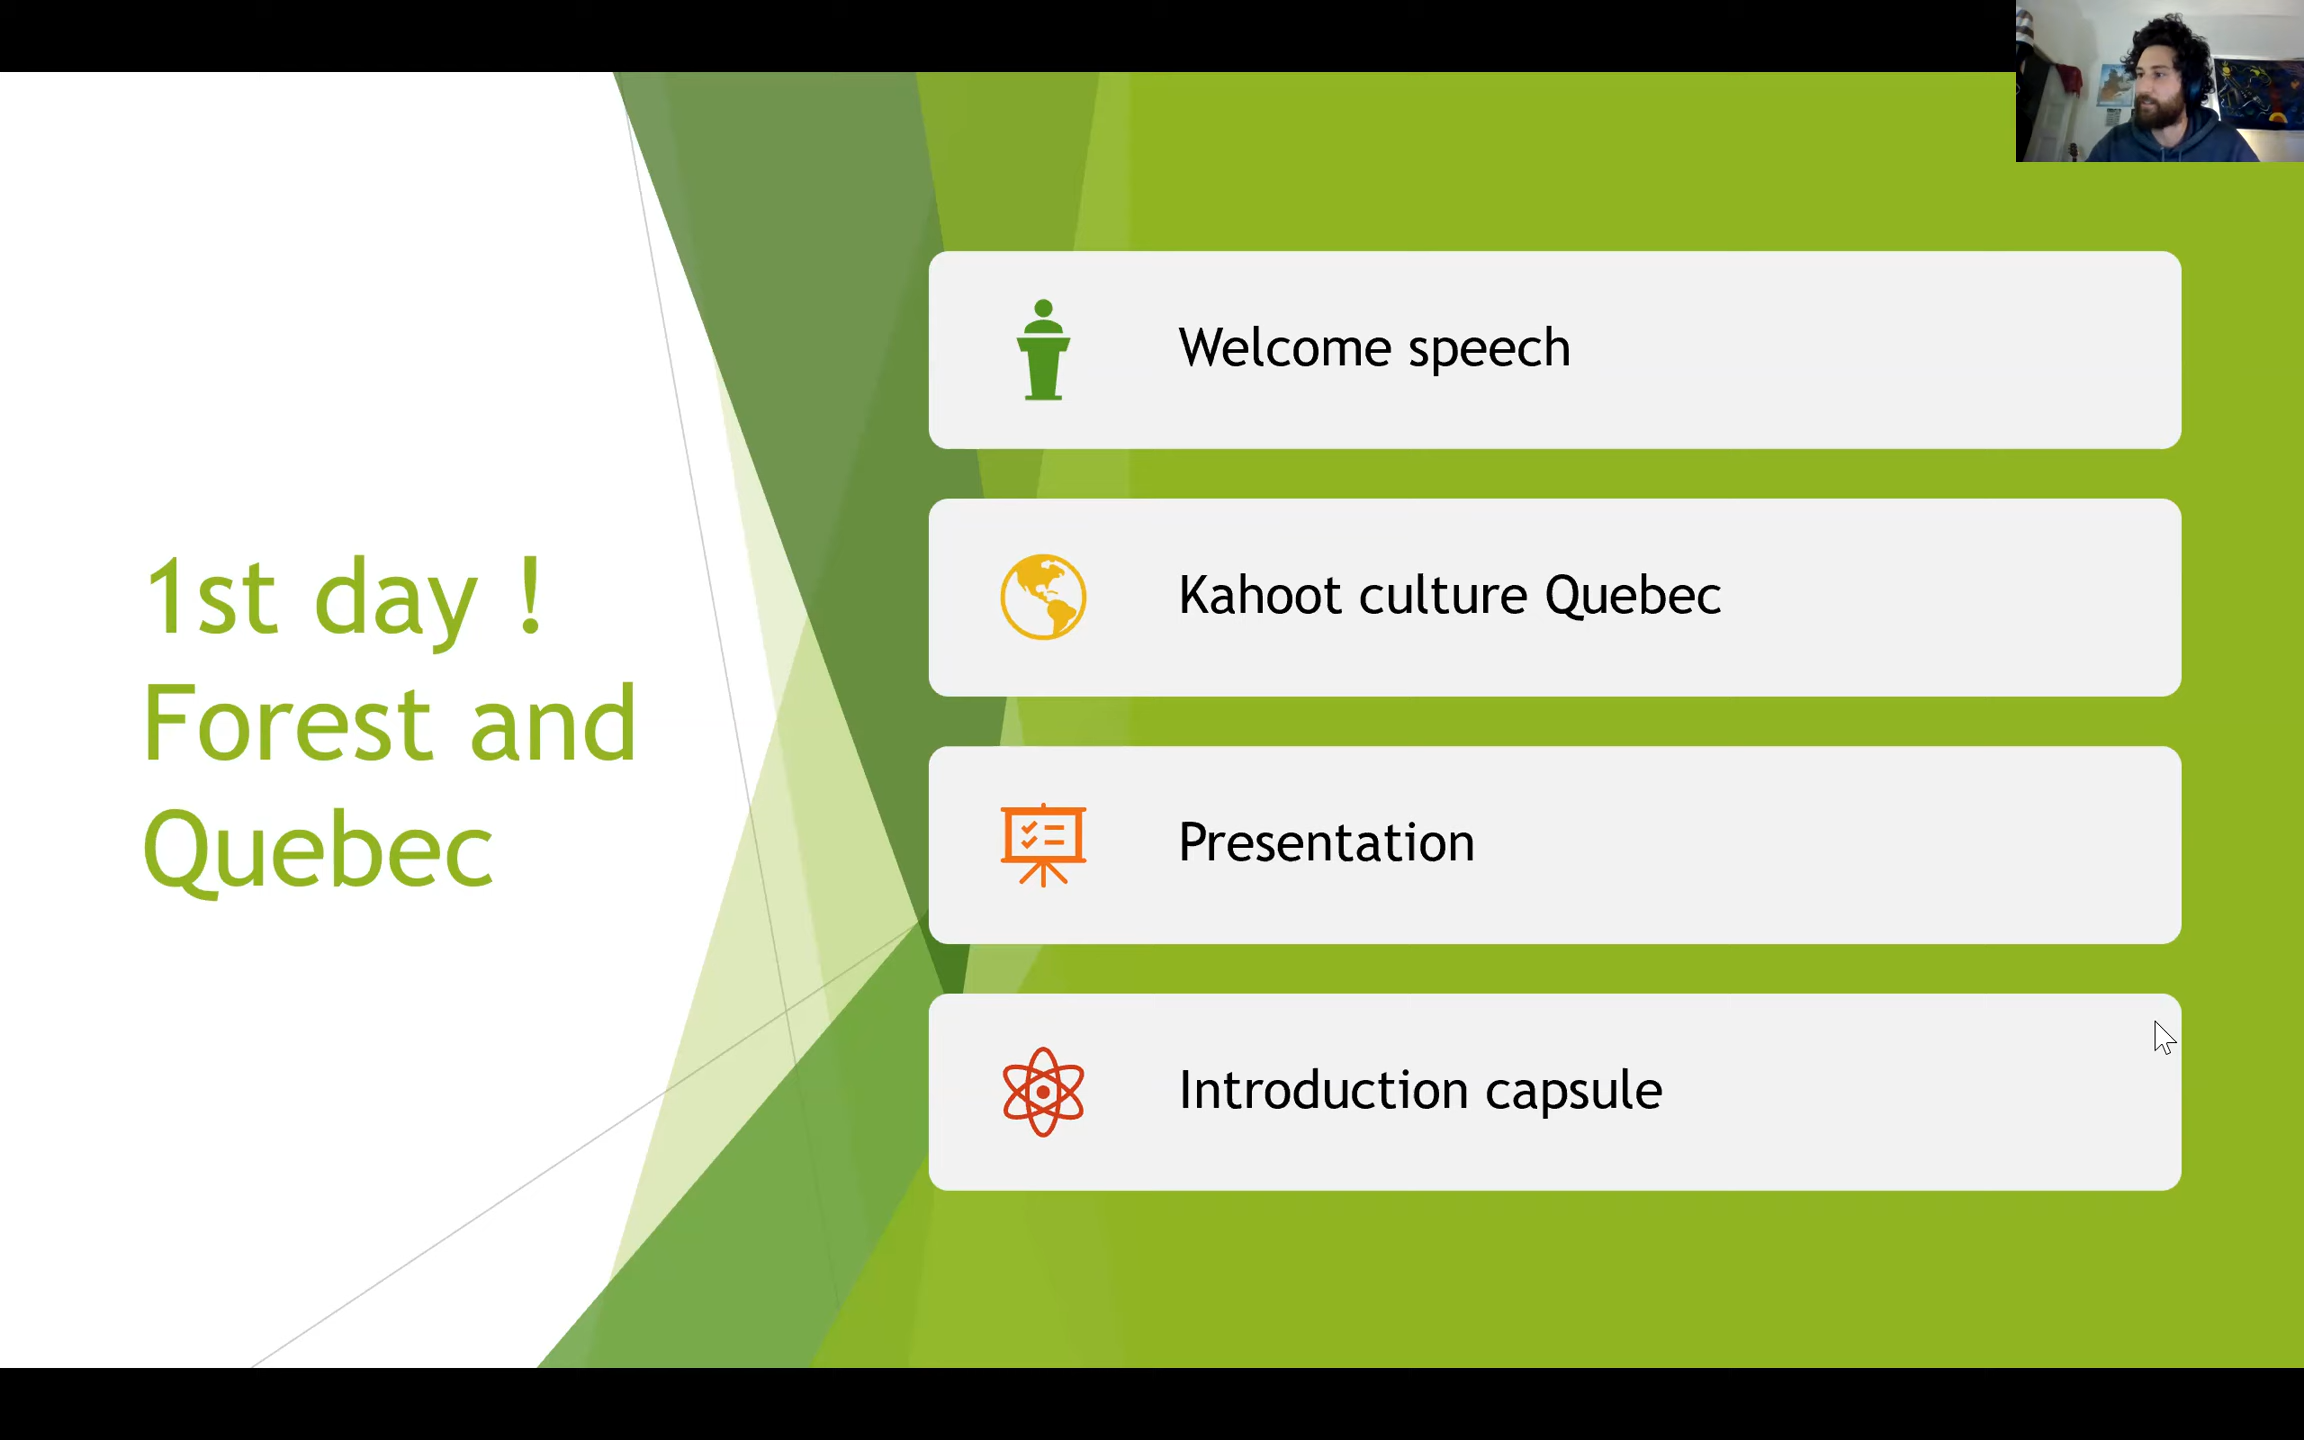 1st day !
Forest and
Quebec
Welcome speech
Kahoot culture Quebec
Presentation
Introduction capsule